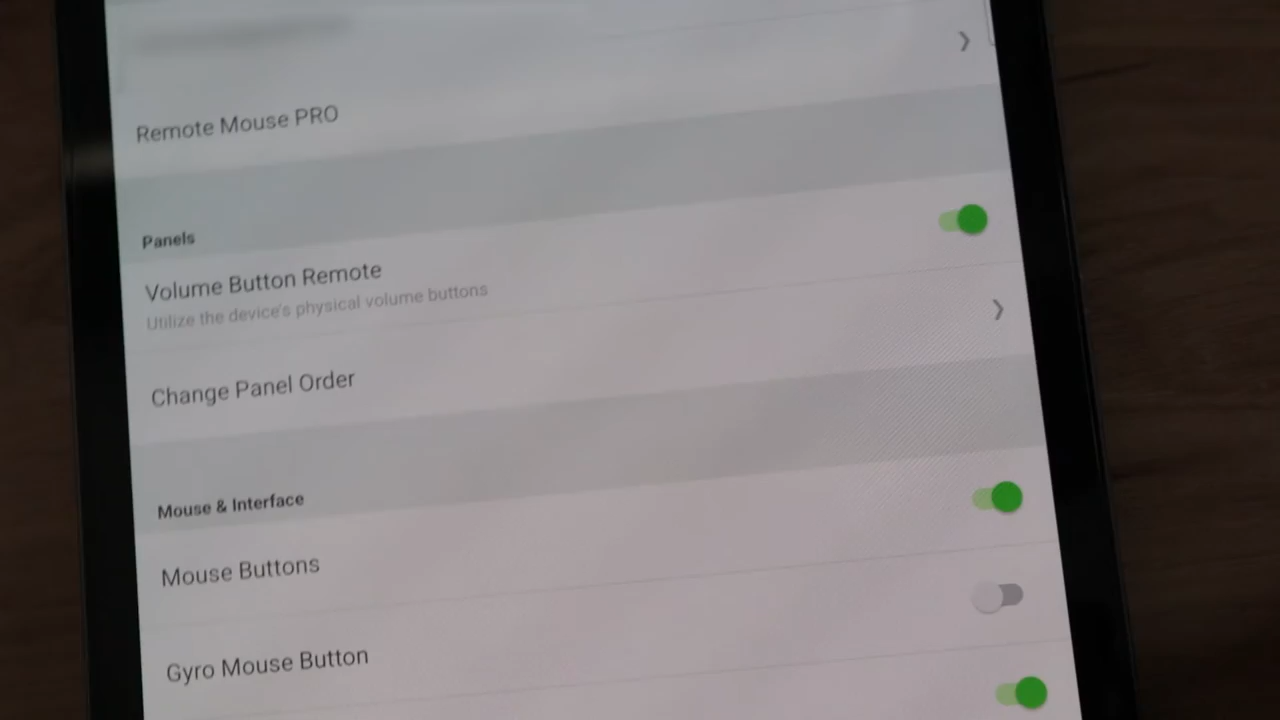 Remote Mouse PRO
Panels
Volume Button Remote
Utilize the device's physical volume buttons
Change Panel Order
Mouse & Interface
Mouse Buttons
Gyro Mouse Button